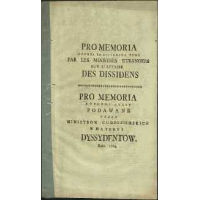 PRO MEMORIA
PAR LES MINISTRES ETRANGERS
SUR L'AFFAIRE
DES DISSIDENS
PRO MEMORIA
PODAWANE
PRZEZ
MINISTROW CUDZOZIEMSKICH
W MATERYI
DYSSYDENTOW,